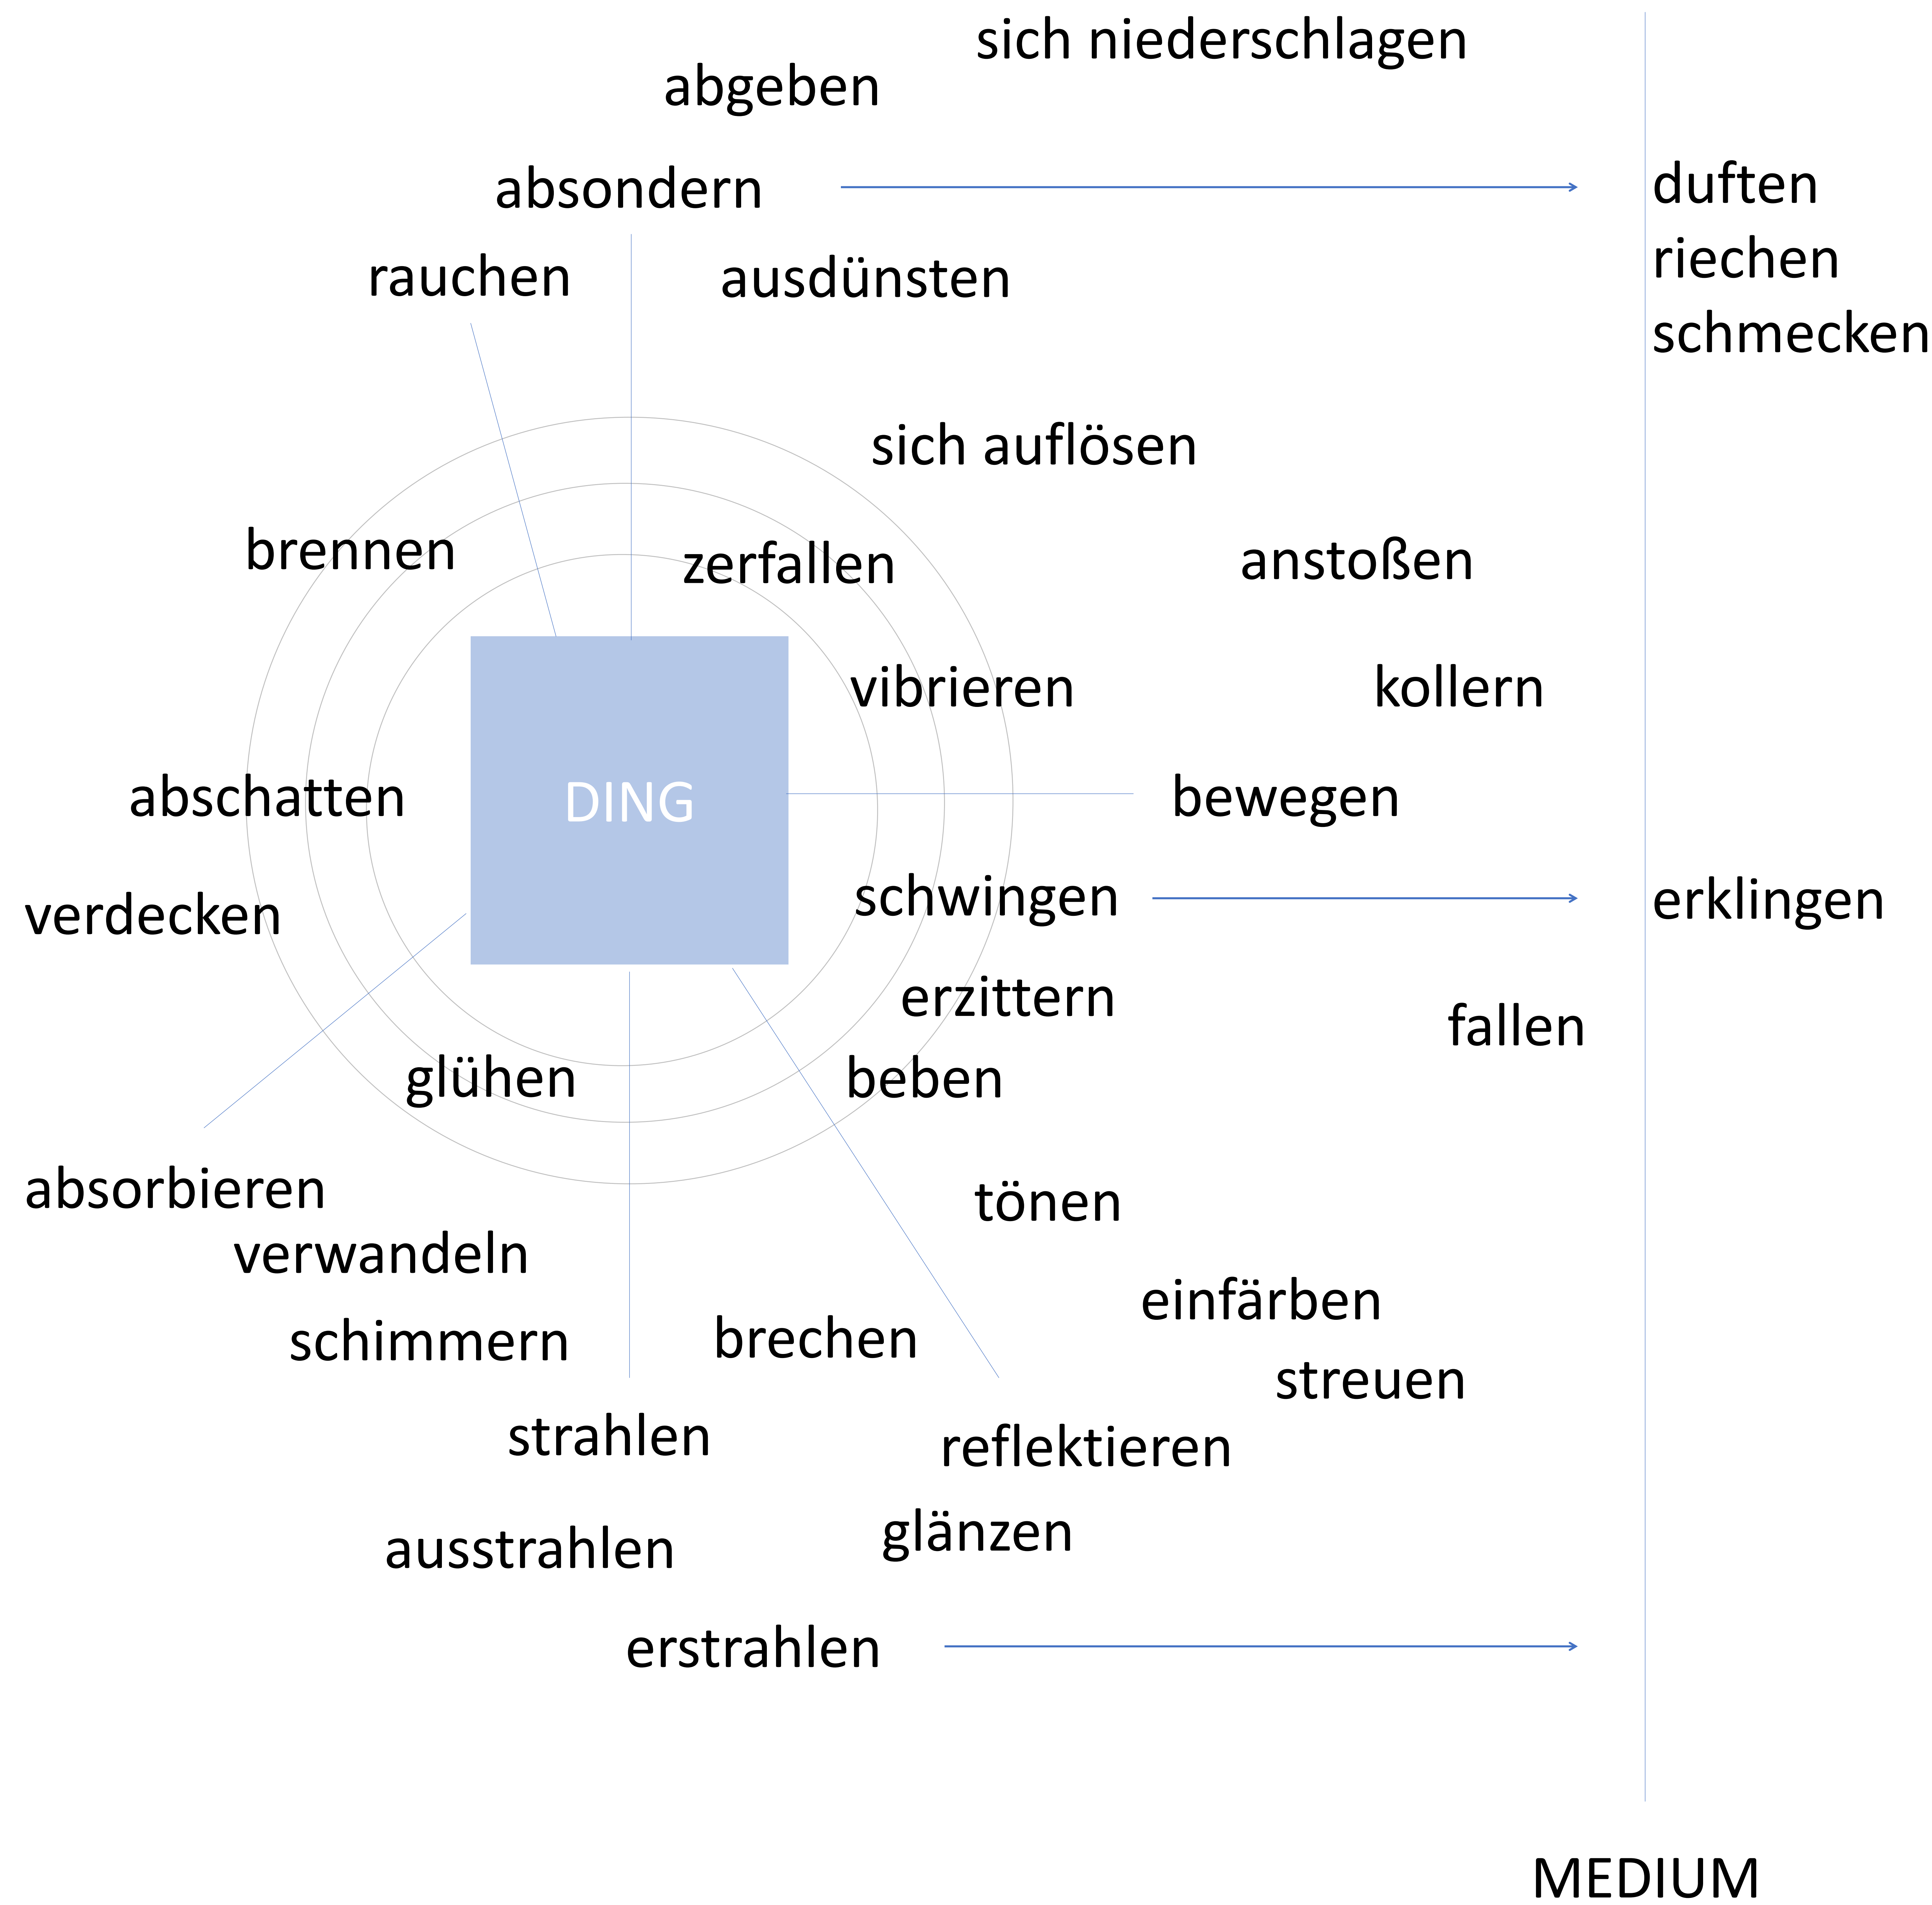 sich niederschlagen
abgeben
absondern
duften
rauchen
ausdünsten
riechen
schmecken
sich auflösen
brennen
zerfallen
anstoßen
vibrieren
kollern
abschatten
DING
bewegen
verdecken
schwingen
erklingen
erzittern
fallen
glühen
beben
absorbieren
tönen
verwandeln
einfärben
schimmern
brechen
streuen
strahlen
reflektieren
ausstrahlen
glänzen
erstrahlen
MEDIUM